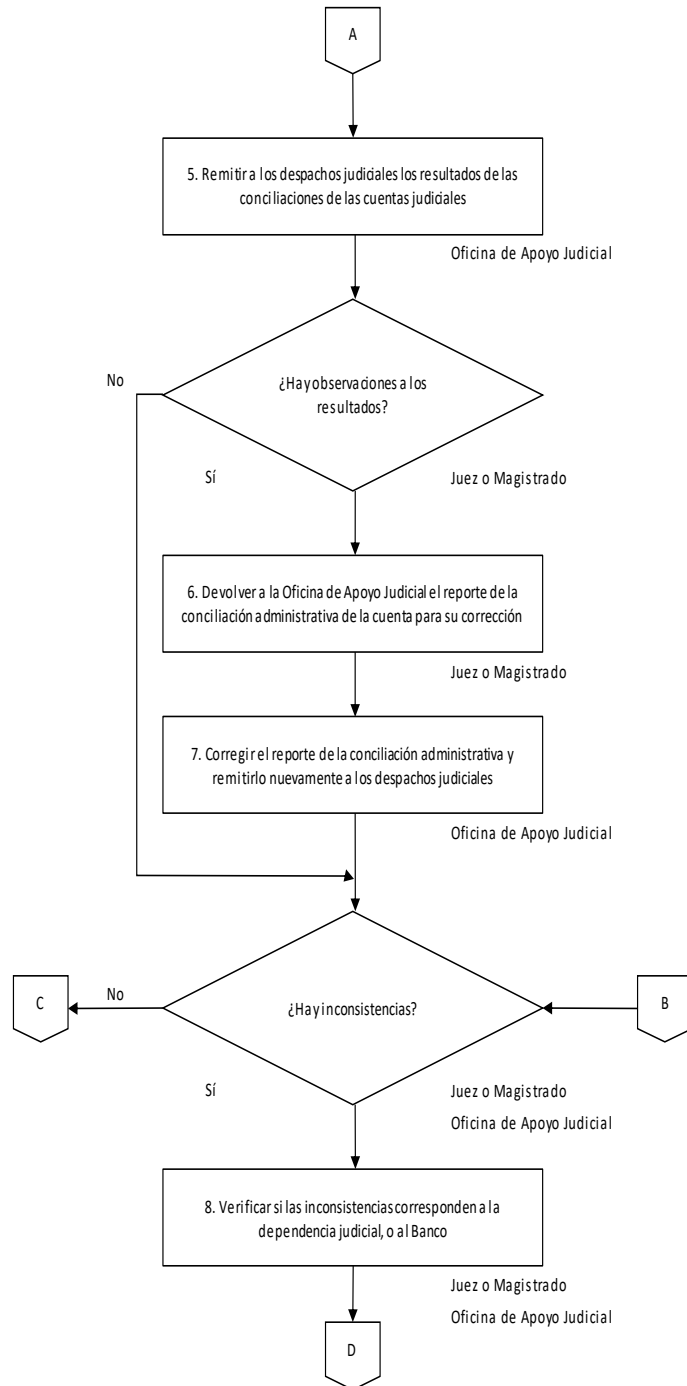 A
5. Remitir a los despachos judiciales los resultados de las
conciliaciones de las cuentas judiciales
Oficina de Apoyo Judicial
No
¿Hay observaciones a los
resultados?
Sí
Juez o Magistrado
6. Devolver a la Oficina de Apoyo Judicial el reporte de la
conciliación administrativa de la cuenta para su corrección
Juez o Magistrado
7. Corregir el reporte de la conciliación administrativa y
remitirlo nuevamente a los despachos judiciales
Oficina de Apoyo Judicial
C
No
¿Hay inconsistencias?
B
Sí
Juez o Magistrado
Oficina de Apoyo Judicial
8. Verificar si las inconsistencias corresponden a la
dependencia judicial, o al Banco
Juez o Magistrado
Oficina de Apoyo Judicial
D